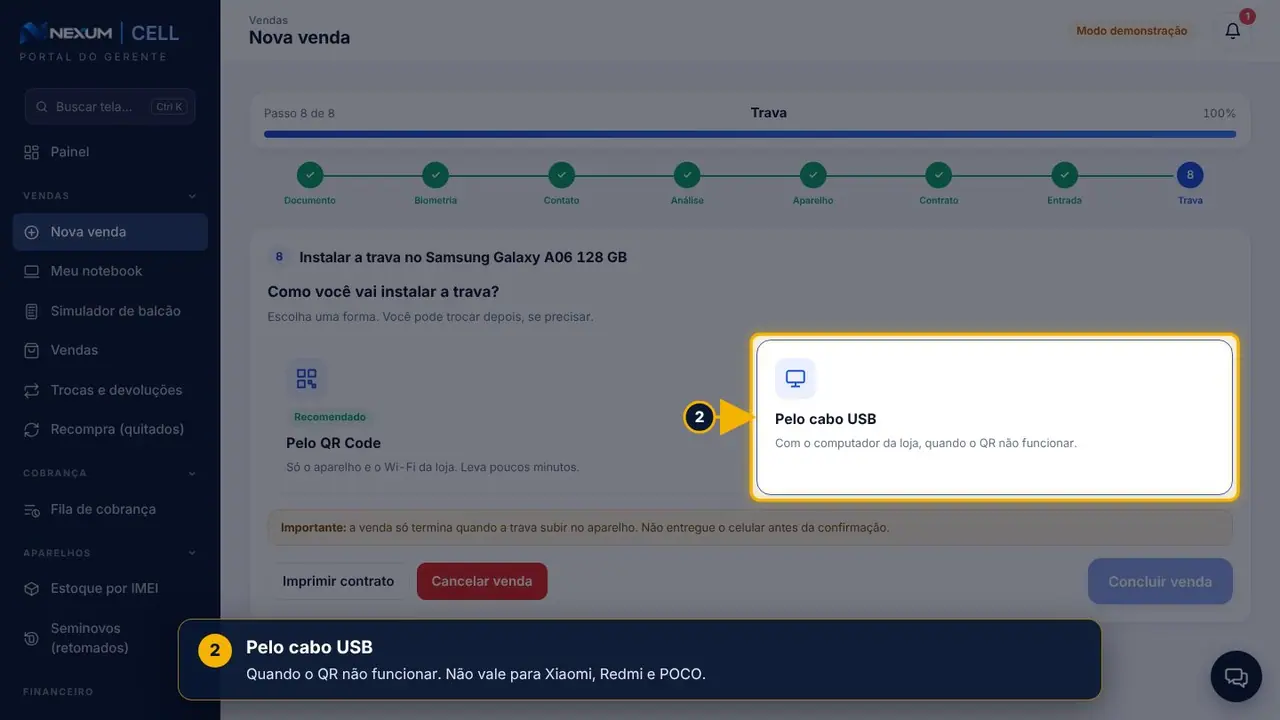 NEXUM | CELL
PORTAL DO GERENTE
Buscar tela... Ctrl K
Painel
VENDAS
Nova venda
Meu notebook
Simulador de balcão
Vendas
Trocas e devoluções
Recompra (quitados)
COBRANÇA
Fila de cobrança
APARELHOS
Estoque por IMEI
Seminovos
(retomados)
FINANCEIRO
Vendas
Nova venda
Modo demonstração
1
Passo 8 de 8
Trava
100%
8
Documento
Biometria
Contato
Análise
Aparelho
Contrato
Entrada
Trava
8 Instalar a trava no Samsung Galaxy A06 128 GB
Como você vai instalar a trava?
Escolha uma forma. Você pode trocar depois, se precisar.
Recomendado
Pelo QR Code
Só o aparelho e o Wi-Fi da loja. Leva poucos minutos.
2
Pelo cabo USB
Com o computador da loja, quando o QR não funcionar.
Importante: a venda só termina quando a trava subir no aparelho. Não entregue o celular antes da confirmação.
Imprimir contrato
Cancelar venda
Concluir venda
2
Pelo cabo USB
Quando o QR não funcionar. Não vale para Xiaomi, Redmi e POCO.